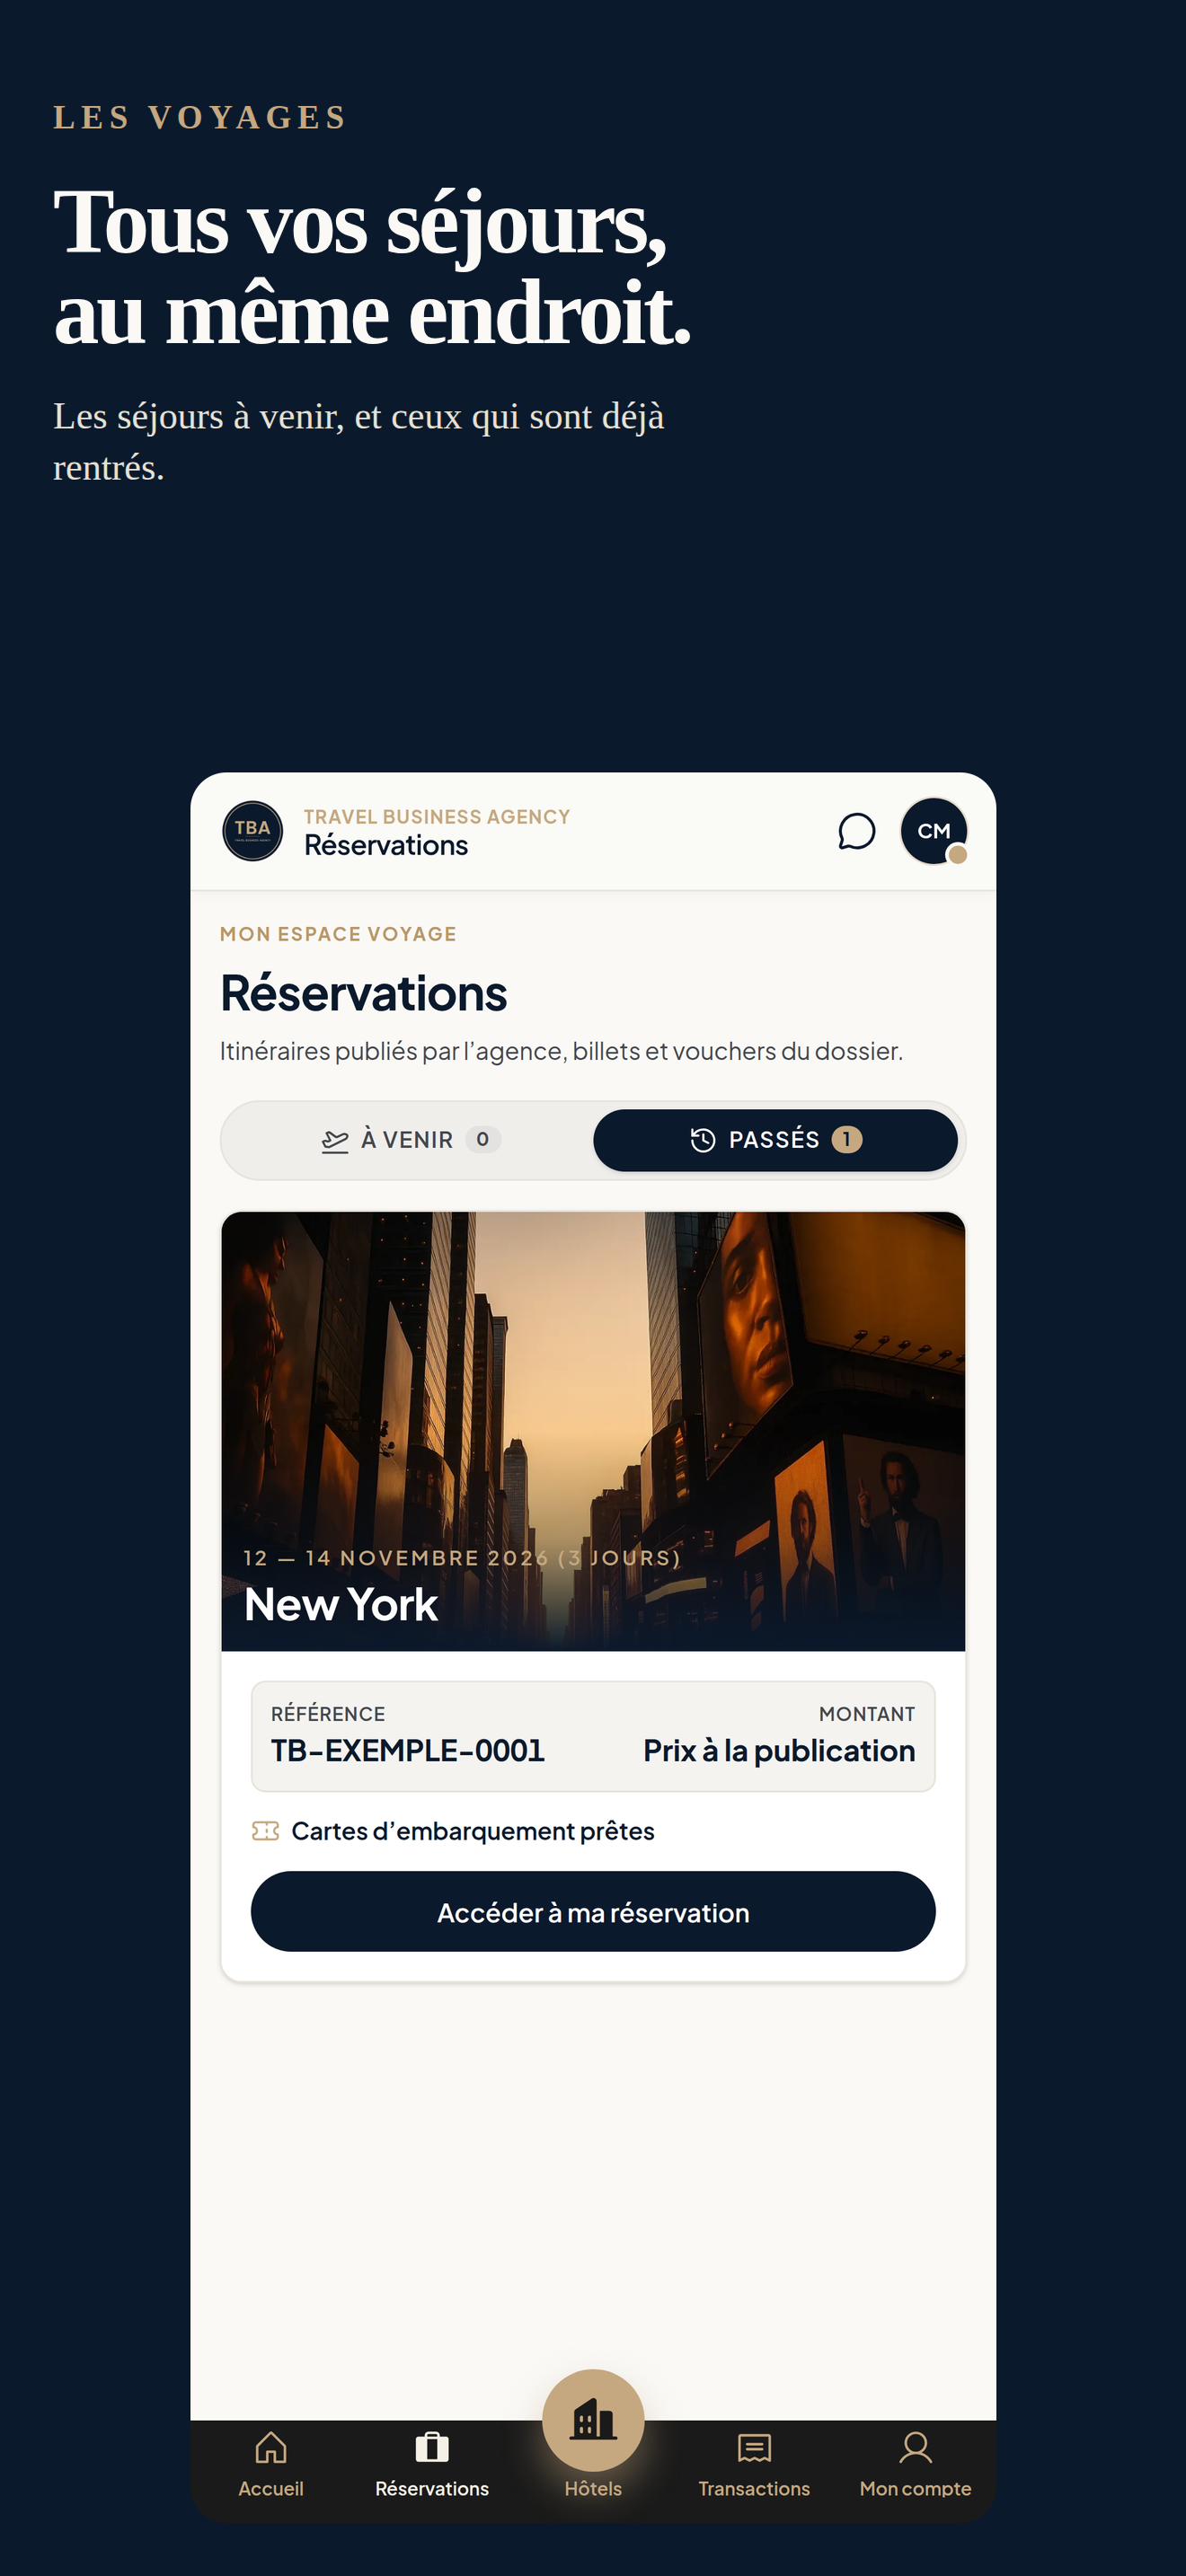 LES VOYAGES
Tous vos séjours,
au même endroit.
Les séjours à venir, et ceux qui sont déjà
rentrés.
TBA
TRAVEL BUSINESS AGENCY
Réservations
CM
MON ESPACE VOYAGE
Réservations
Itinéraires publiés par l’agence, billets et vouchers du dossier.
À VENIR 0
PASSÉS 1
12 — 14 NOVEMBRE 2026 (3 JOURS)
New York
RÉFÉRENCE
MONTANT
TB-EXEMPLE-0001
Prix à la publication
Cartes d’embarquement prêtes
Accéder à ma réservation
Accueil
Réservations
Hôtels
Transactions
Mon compte